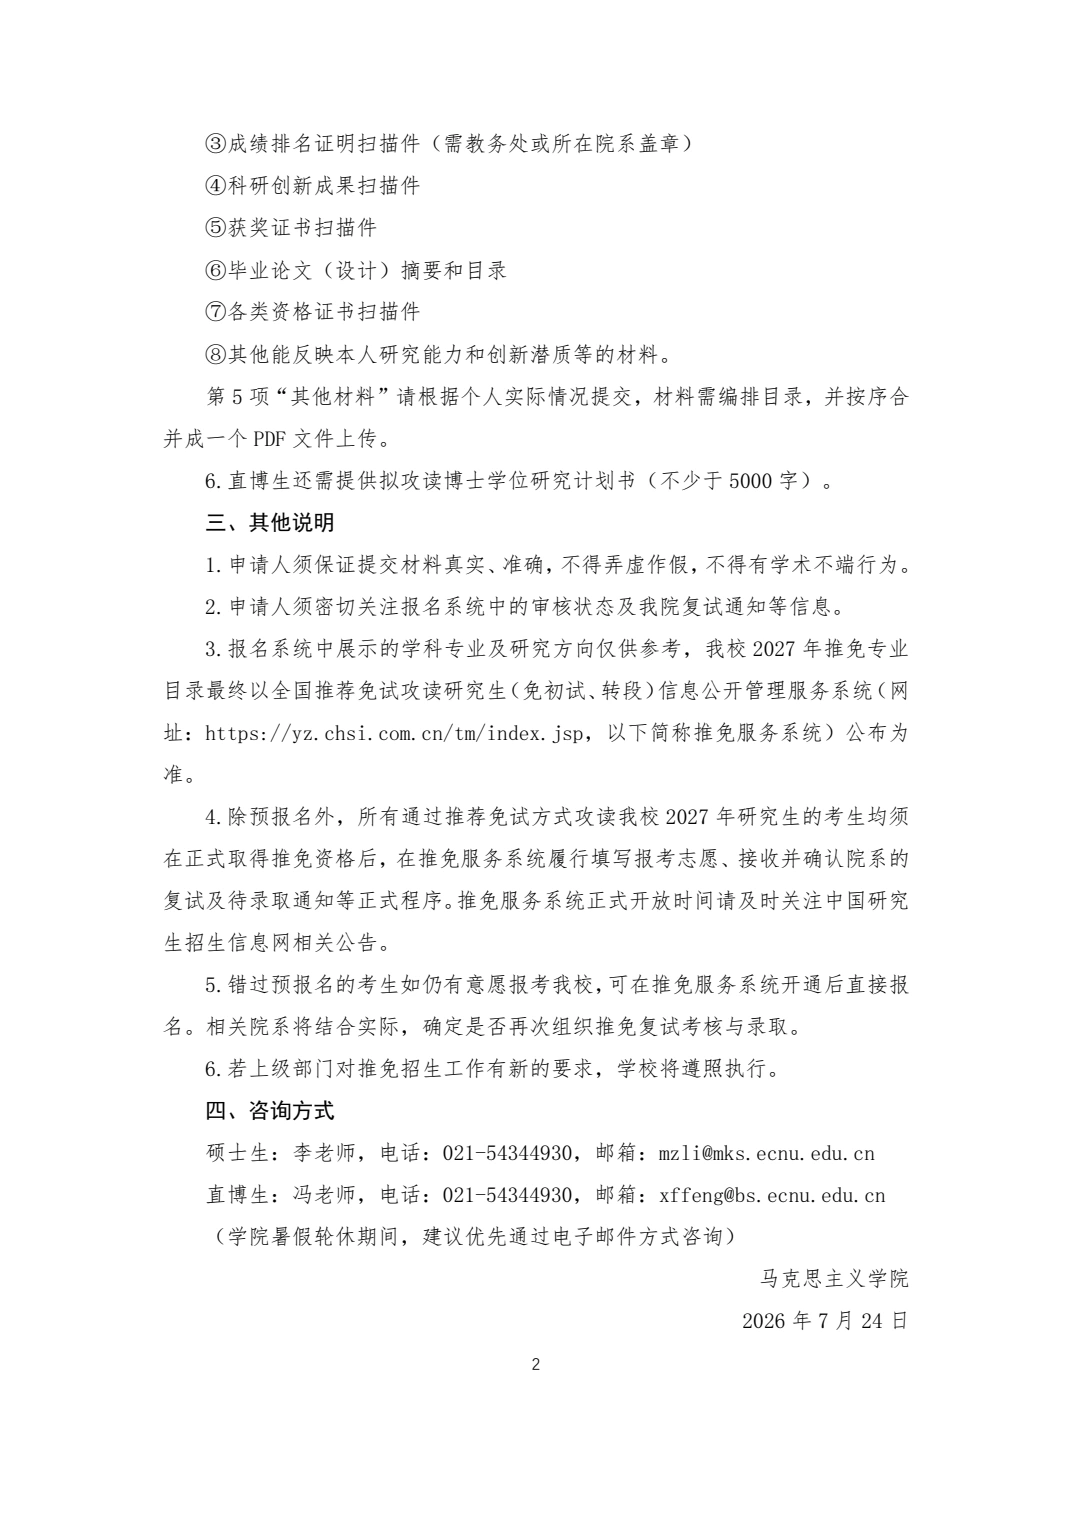 ③成绩排名证明扫描件（需教务处或所在院系盖章）
④科研创新成果扫描件
⑤获奖证书扫描件
⑥毕业论文（设计）摘要和目录
⑦各类资格证书扫描件
⑧其他能反映本人研究能力和创新潜质等的材料。
第 5 项“其他材料”请根据个人实际情况提交，材料需编排目录，并按序合
并成一个 PDF 文件上传。
6.直博生还需提供拟攻读博士学位研究计划书（不少于 5000 字）。
三、其他说明
1.申请人须保证提交材料真实、准确，不得弄虚作假，不得有学术不端行为。
2.申请人须密切关注报名系统中的审核状态及我院复试通知等信息。
3.报名系统中展示的学科专业及研究方向仅供参考，我校 2027 年推免专业
目录最终以全国推荐免试攻读研究生（免初试、转段）信息公开管理服务系统（网
址：https://yz.chsi.com.cn/tm/index.jsp，以下简称推免服务系统）公布为
准。
4.除预报名外，所有通过推荐免试方式攻读我校 2027 年研究生的考生均须
在正式取得推免资格后，在推免服务系统履行填写报考志愿、接收并确认院系的
复试及待录取通知等正式程序。推免服务系统正式开放时间请及时关注中国研究
生招生信息网相关公告。
5.错过预报名的考生如仍有意愿报考我校，可在推免服务系统开通后直接报
名。相关院系将结合实际，确定是否再次组织推免复试考核与录取。
6.若上级部门对推免招生工作有新的要求，学校将遵照执行。
四、咨询方式
硕士生：李老师，电话：021-54344930，邮箱：mzli@mks.ecnu.edu.cn
直博生：冯老师，电话：021-54344930，邮箱：xffeng@bs.ecnu.edu.cn
（学院暑假轮休期间，建议优先通过电子邮件方式咨询）
马克思主义学院
2026 年 7 月 24 日
2